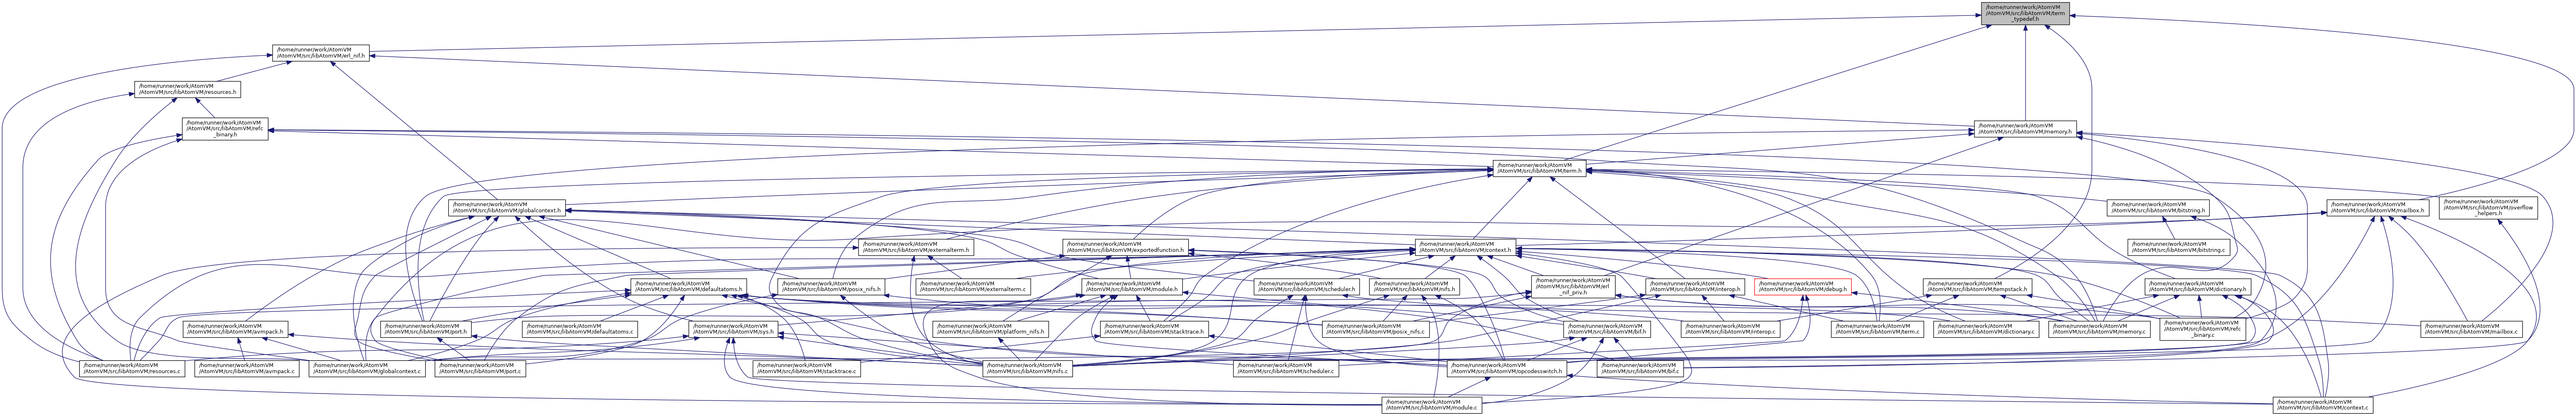 /home/runner/work/AtomVM
/AtomVM/src/libAtomVM/term
_typedef.h
/home/runner/work/AtomVM
/AtomVM/src/libAtomVM/erl_nif.h
/home/runner/work/AtomVM
/AtomVM/src/libAtomVM/resources.h
/home/runner/work/AtomVM
/AtomVM/src/libAtomVM/refc
_binary.h
/home/runner/work/AtomVM
/AtomVM/src/libAtomVM/memory.h
/home/runner/work/AtomVM
/AtomVM/src/libAtomVM/term.h
/home/runner/work/AtomVM
/AtomVM/src/libAtomVM/globalcontext.h
/home/runner/work/AtomVM
/AtomVM/src/libAtomVM/bitstring.h
/home/runner/work/AtomVM
/AtomVM/src/libAtomVM/mailbox.h
/home/runner/work/AtomVM
/AtomVM/src/libAtomVM/overflow
_helpers.h
/home/runner/work/AtomVM
/AtomVM/src/libAtomVM/externalterm.h
/home/runner/work/AtomVM
/AtomVM/src/libAtomVM/exportedfunction.h
/home/runner/work/AtomVM
/AtomVM/src/libAtomVM/context.h
/home/runner/work/AtomVM
/AtomVM/src/libAtomVM/bitstring.c
/home/runner/work/AtomVM
/AtomVM/src/libAtomVM/defaultatoms.h
/home/runner/work/AtomVM
/AtomVM/src/libAtomVM/posix_nifs.h
/home/runner/work/AtomVM
/AtomVM/src/libAtomVM/externalterm.c
/home/runner/work/AtomVM
/AtomVM/src/libAtomVM/module.h
/home/runner/work/AtomVM
/AtomVM/src/libAtomVM/scheduler.h
/home/runner/work/AtomVM
/AtomVM/src/libAtomVM/nifs.h
/home/runner/work/AtomVM
/AtomVM/src/libAtomVM/erl
_nif_priv.h
/home/runner/work/AtomVM
/AtomVM/src/libAtomVM/interop.h
/home/runner/work/AtomVM
/AtomVM/src/libAtomVM/debug.h
/home/runner/work/AtomVM
/AtomVM/src/libAtomVM/tempstack.h
/home/runner/work/AtomVM
/AtomVM/src/libAtomVM/dictionary.h
/home/runner/work/AtomVM
/AtomVM/src/libAtomVM/avmpack.h
/home/runner/work/AtomVM
/AtomVM/src/libAtomVM/port.h
/home/runner/work/AtomVM
/AtomVM/src/libAtomVM/defaultatoms.c
/home/runner/work/AtomVM
/AtomVM/src/libAtomVM/sys.h
/home/runner/work/AtomVM
/AtomVM/src/libAtomVM/platform_nifs.h
/home/runner/work/AtomVM
/AtomVM/src/libAtomVM/stacktrace.h
/home/runner/work/AtomVM
/AtomVM/src/libAtomVM/posix_nifs.c
/home/runner/work/AtomVM
/AtomVM/src/libAtomVM/bif.h
/home/runner/work/AtomVM
/AtomVM/src/libAtomVM/interop.c
/home/runner/work/AtomVM
/AtomVM/src/libAtomVM/term.c
/home/runner/work/AtomVM
/AtomVM/src/libAtomVM/dictionary.c
/home/runner/work/AtomVM
/AtomVM/src/libAtomVM/memory.c
/home/runner/work/AtomVM
/AtomVM/src/libAtomVM/refc
_binary.c
/home/runner/work/AtomVM
/AtomVM/src/libAtomVM/mailbox.c
/home/runner/work/AtomVM
/AtomVM/src/libAtomVM/resources.c
/home/runner/work/AtomVM
/AtomVM/src/libAtomVM/avmpack.c
/home/runner/work/AtomVM
/AtomVM/src/libAtomVM/globalcontext.c
/home/runner/work/AtomVM
/AtomVM/src/libAtomVM/port.c
/home/runner/work/AtomVM
/AtomVM/src/libAtomVM/stacktrace.c
/home/runner/work/AtomVM
/AtomVM/src/libAtomVM/nifs.c
/home/runner/work/AtomVM
/AtomVM/src/libAtomVM/scheduler.c
/home/runner/work/AtomVM
/AtomVM/src/libAtomVM/opcodesswitch.h
/home/runner/work/AtomVM
/AtomVM/src/libAtomVM/bif.c
/home/runner/work/AtomVM
/AtomVM/src/libAtomVM/module.c
/home/runner/work/AtomVM
/AtomVM/src/libAtomVM/context.c